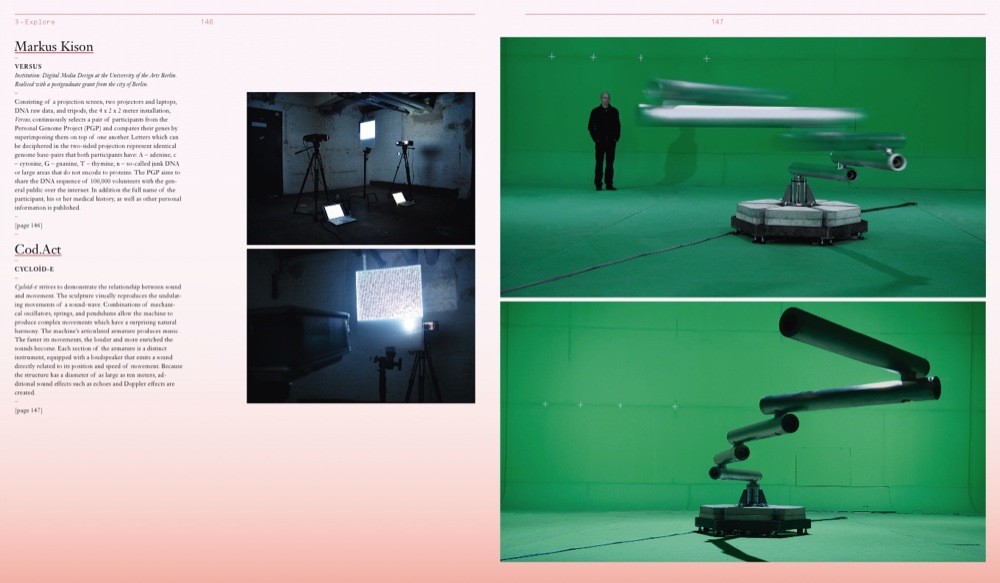 3–Explore
146
147
Markus Kison
–
VERSUS
Institution: Digital Media Design at the University of the Arts Berlin.
Realised with a postgraduate grant from the city of Berlin.
–
Consisting of a projection screen, two projectors and laptops,
DNA raw data, and tripods, the 4 x 2 x 2 meter installation,
Versus, continuously selects a pair of participants from the
Personal Genome Project (PGP) and compares their genes by
superimposing them on top of one another. Letters which can
be deciphered in the two-sided projection represent identical
genome base-pairs that both participants have: A – adenine, c
– cytonine, G – guanine, T – thymine, n – so-called junk DNA
or large areas that do not encode to proteins. The PGP aims to
share the DNA sequence of 100,000 volunteers with the gen-
eral public over the internet. In addition the full name of the
participant, his or her medical history, as well as other personal
information is published.
–
[page 146]
–
Cod.Act
–
CYCLOÏD-E
–
Cycloïd-e strives to demonstrate the relationship between sound
and movement. The sculpture visually reproduces the undulat-
ing movements of a sound-wave. Combinations of mechani-
cal oscillators, springs, and pendulums allow the machine to
produce complex movements which have a surprising natural
harmony. The machine's articulated armature produces music.
The faster its movements, the louder and more enriched the
sounds become. Each section of the armature is a distinct
instrument, equipped with a loudspeaker that emits a sound
directly related to its position and speed of movement. Because
the structure has a diameter of as large as ten meters, ad-
ditional sound effects such as echoes and Doppler effects are
created.
–
[page 147]